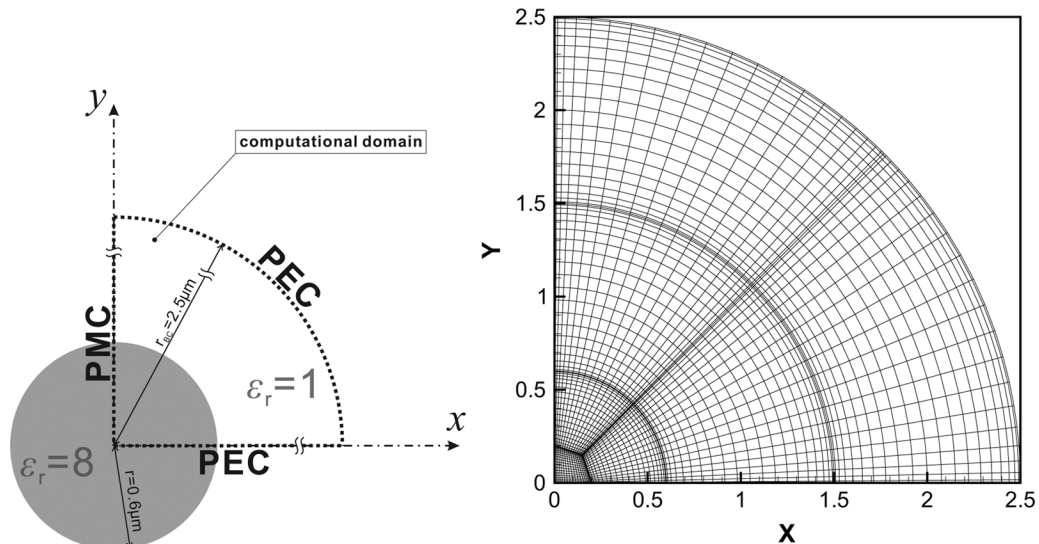 y
computational domain
PEC
r_BC=2.5μm
PMC
ε_r=1
x
PEC
ε_r=8
r=0.6μm
2.5
2
1.5
1
0.5
0
Y
0 0.5 1 1.5 2 2.5
X